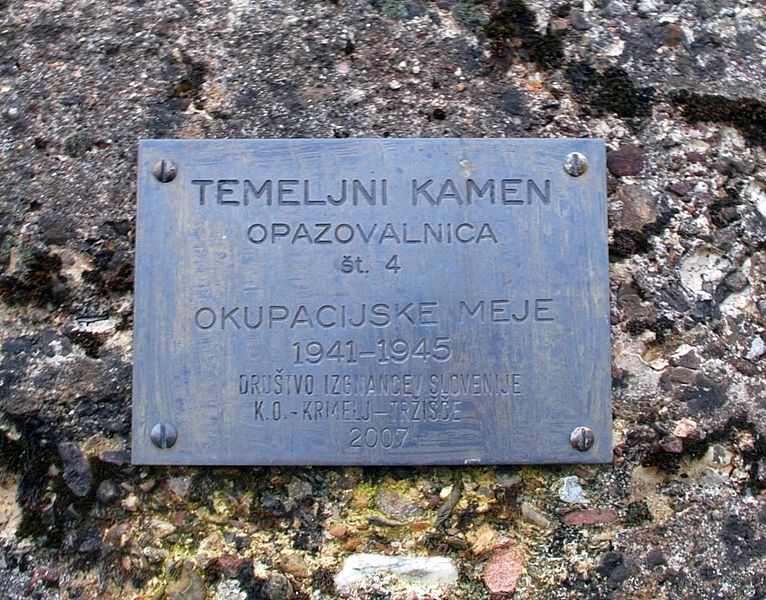 TEMELJNI KAMEN
OPAZOVALNICA
št. 4
OKUPACIJSKE MEJE
1941-1945
DRUŠTVO IZGNANCEV SLOVENIJE
K.O.-KRMELJ-TRŽIŠČE
2007